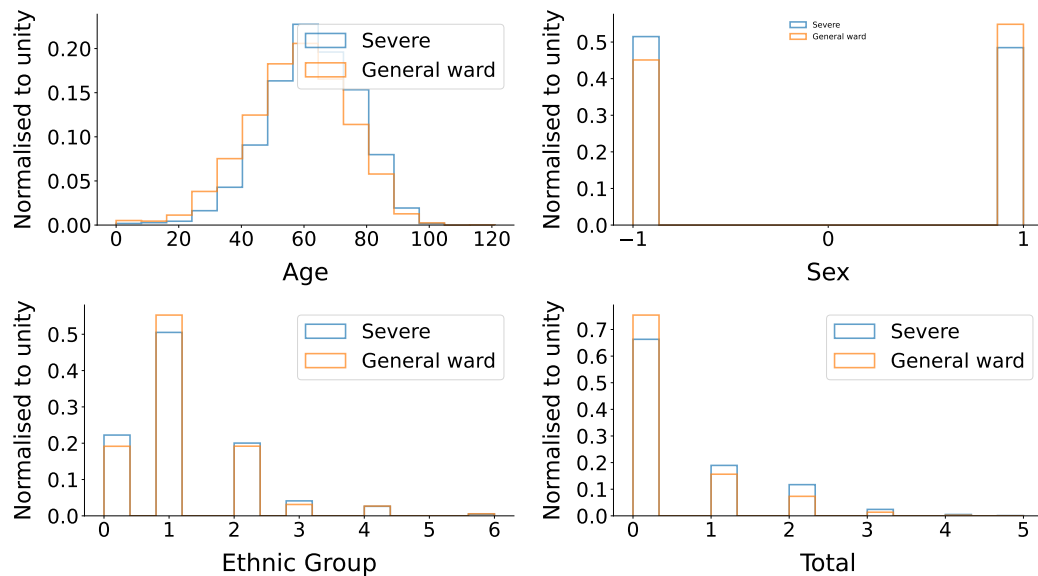 Normalised to unity
0.20
0.15
0.10
0.05
0.00
0 20 40 60 80 100 120
Age
Severe
General ward
Normalised to unity
0.5
0.4
0.3
0.2
0.1
0.0
−1 0 1
Sex
Severe
General ward
Normalised to unity
0.5
0.4
0.3
0.2
0.1
0.0
0 1 2 3 4 5 6
Ethnic Group
Severe
General ward
Normalised to unity
0.7
0.6
0.5
0.4
0.3
0.2
0.1
0.0
0 1 2 3 4 5
Total
Severe
General ward